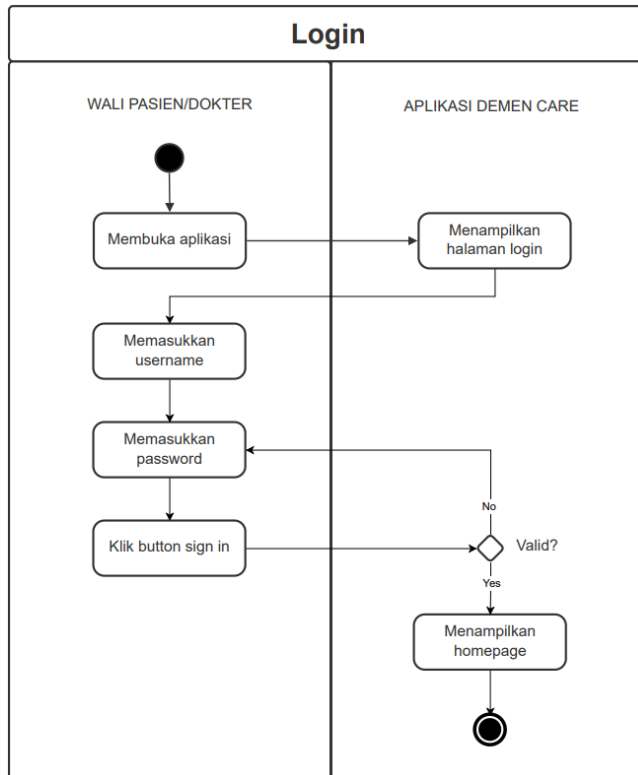 Login
WALI PASIEN/DOKTER
APLIKASI DEMEN CARE
Membuka aplikasi
Menampilkan
halaman login
Memasukkan
username
Memasukkan
password
No
Klik button sign in
Valid?
Yes
Menampilkan
homepage